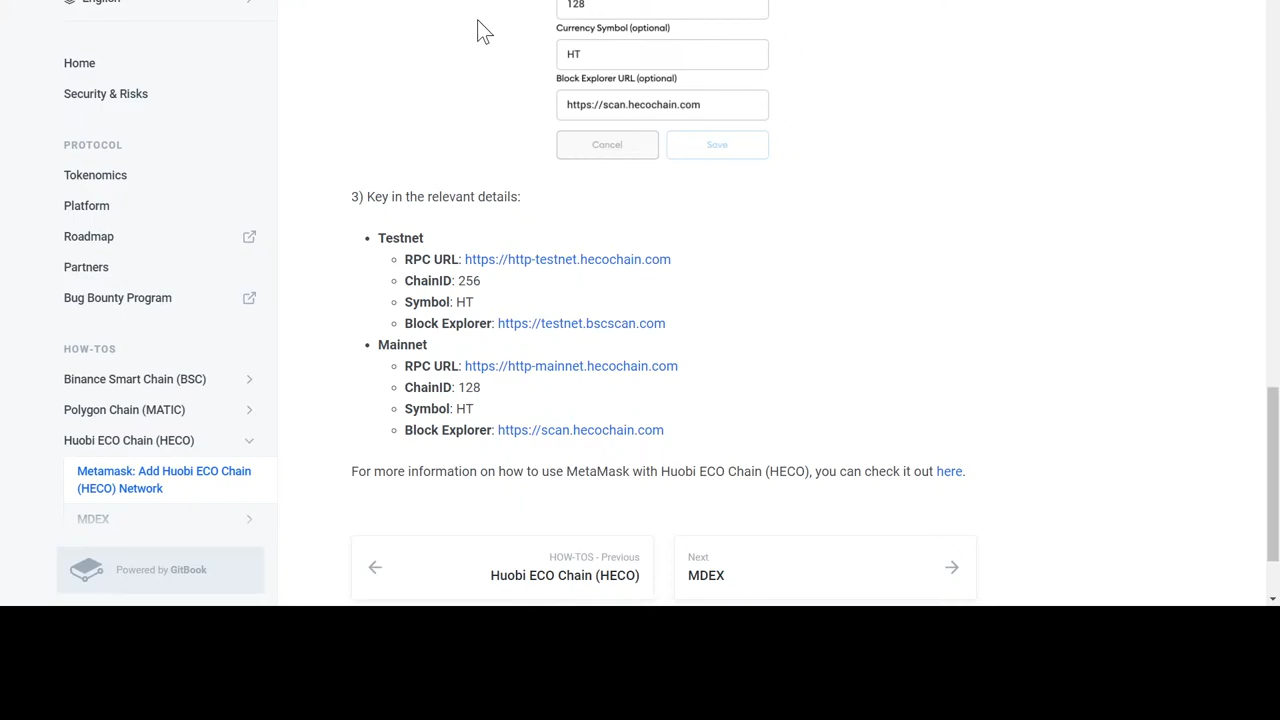 English
Home
Security & Risks
PROTOCOL
Tokenomics
Platform
Roadmap
Partners
Bug Bounty Program
HOW-TOS
Binance Smart Chain (BSC)
Polygon Chain (MATIC)
Huobi ECO Chain (HECO)
Metamask: Add Huobi ECO Chain
(HECO) Network
MDEX
Powered by GitBook
128
Currency Symbol (optional)
HT
Block Explorer URL (optional)
https://scan.hecochain.com
Cancel
Save
3) Key in the relevant details:
Testnet
RPC URL: https://http-testnet.hecochain.com
ChainID: 256
Symbol: HT
Block Explorer: https://testnet.bscscan.com
Mainnet
RPC URL: https://http-mainnet.hecochain.com
ChainID: 128
Symbol: HT
Block Explorer: https://scan.hecochain.com
For more information on how to use MetaMask with Huobi ECO Chain (HECO), you can check it out here.
HOW-TOS - Previous
Huobi ECO Chain (HECO)
Next
MDEX